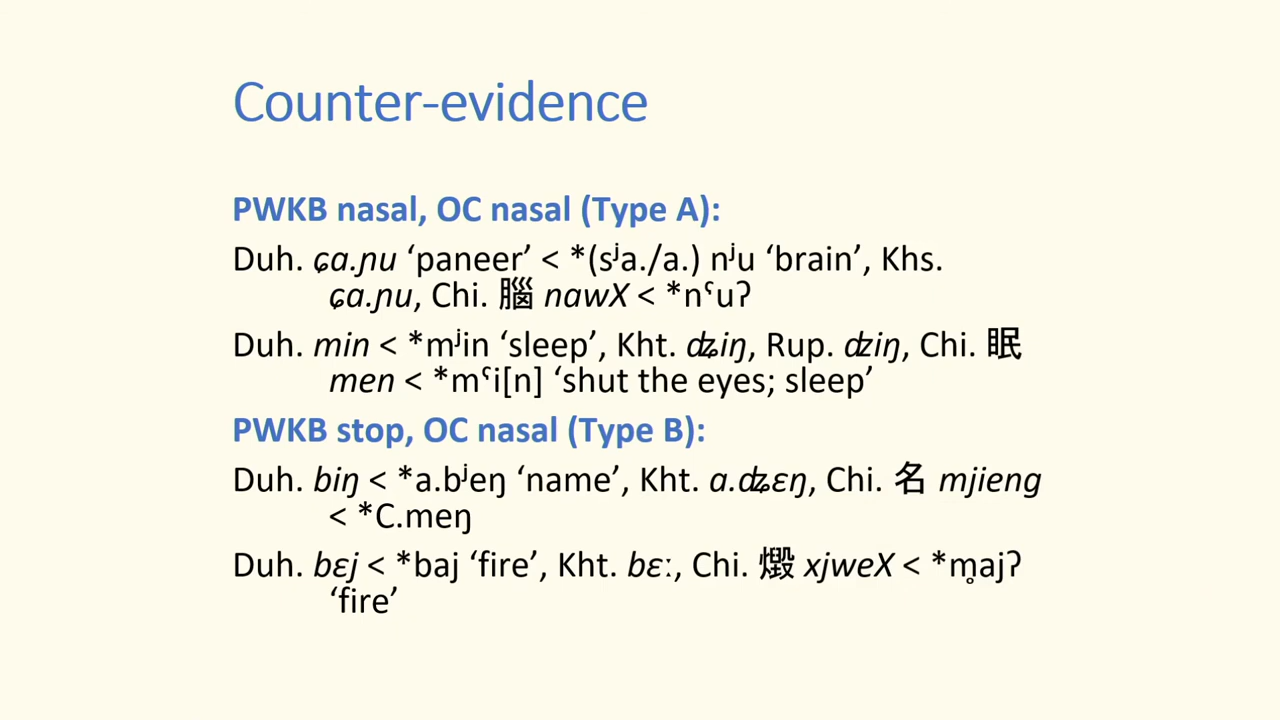 Counter-evidence
PWKB nasal, OC nasal (Type A):
Duh. ɕa.ɲu ‘paneer’ < *(sʲa./a.) nʲu ‘brain’, Khs.
ɕa.ɲu, Chi. 腦 nawX < *nˤuʔ
Duh. min < *mʲin ‘sleep’, Kht. ʥiŋ, Rup. ʣiŋ, Chi. 眠
men < *mˤi[n] ‘shut the eyes; sleep’
PWKB stop, OC nasal (Type B):
Duh. biŋ < *a.bʲeŋ ‘name’, Kht. a.ʥɛŋ, Chi. 名 mjieng
< *C.meŋ
Duh. bɛj < *baj ‘fire’, Kht. bɛː, Chi. 燬 xjweX < *m̥ajʔ
‘fire’